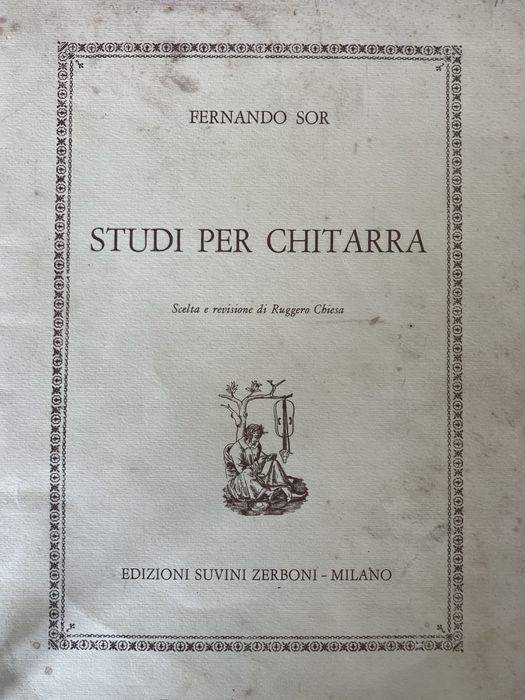 FERNANDO SOR
STUDI PER CHITARRA
Scelta e revisione di Ruggero Chiesa
EDIZIONI SUVINI ZERBONI - MILANO